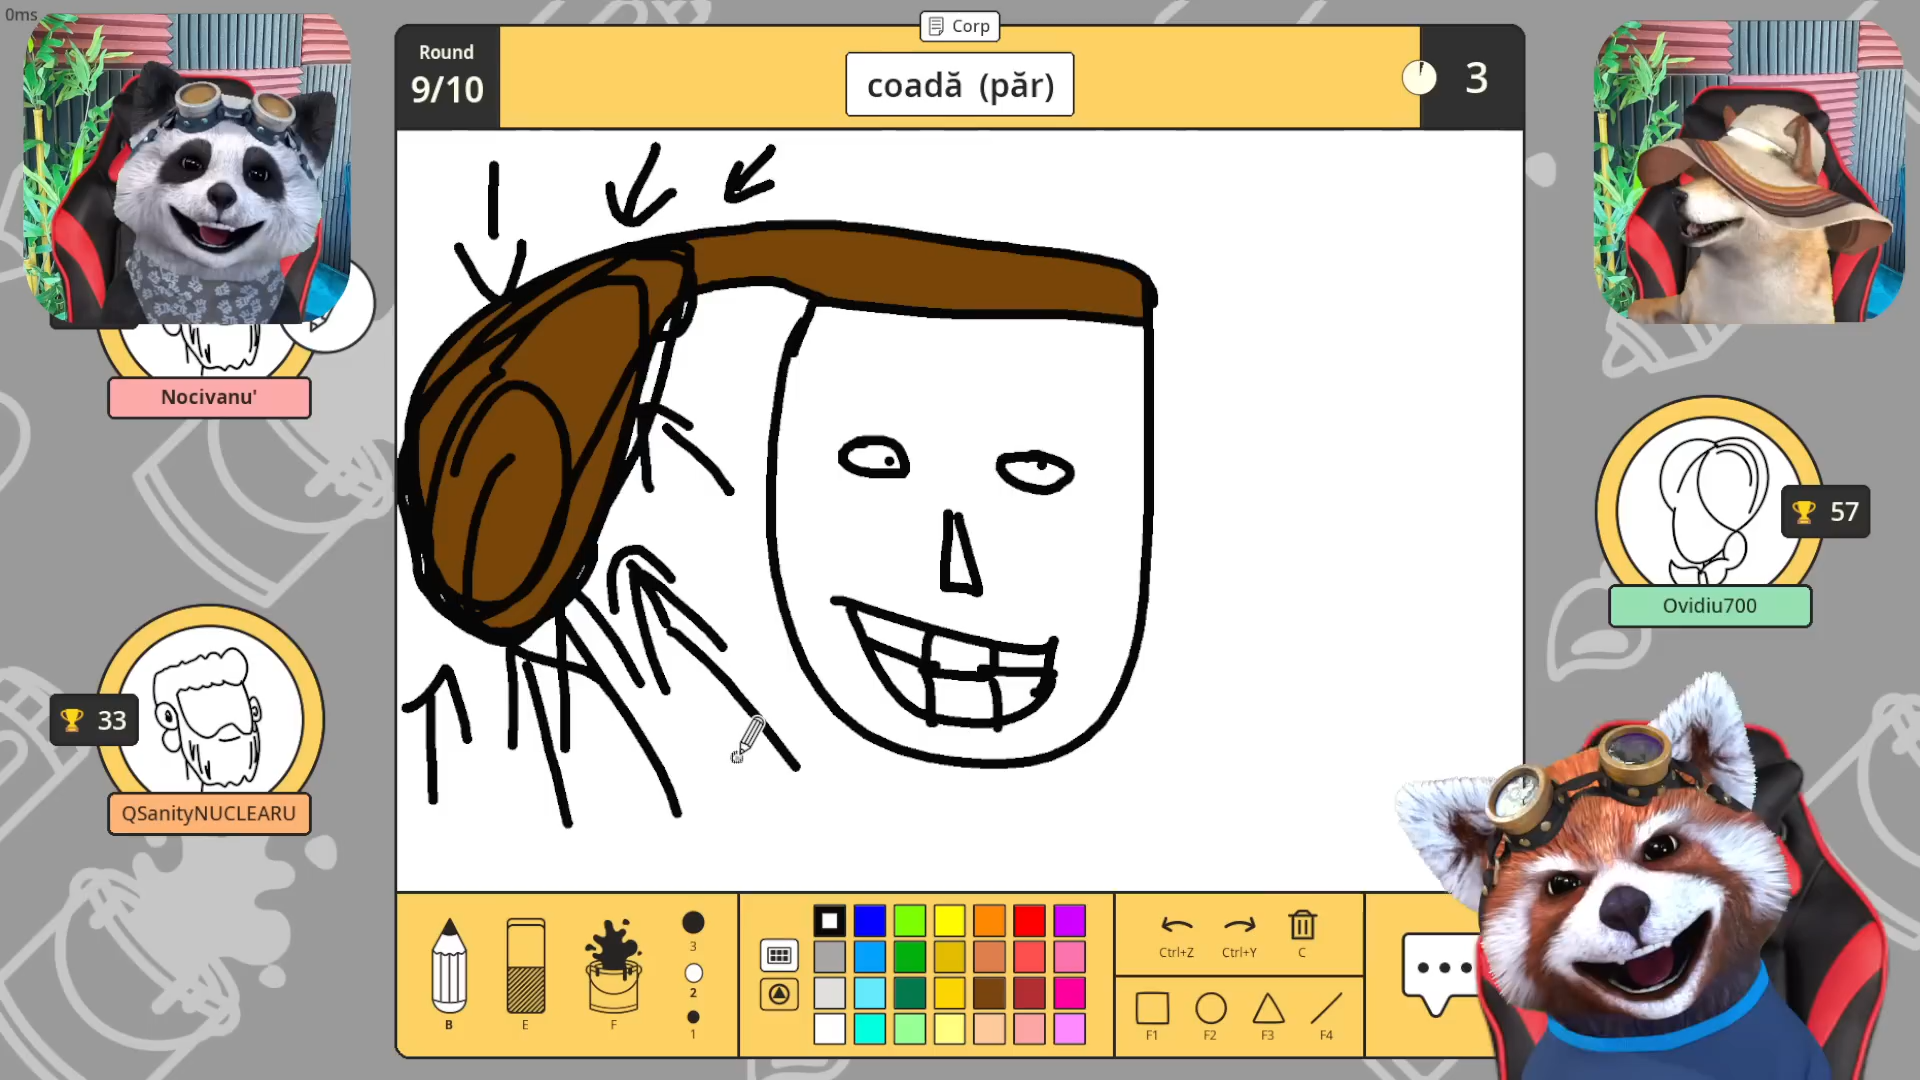 0ms
Corp
Round
9/10
coadă (păr)
3
Nocivanu'
57
Ovidiu700
33
QSanityNUCLEARU
3
2
1
B
E
F
Ctrl+Z
Ctrl+Y
C
F1
F2
F3
F4